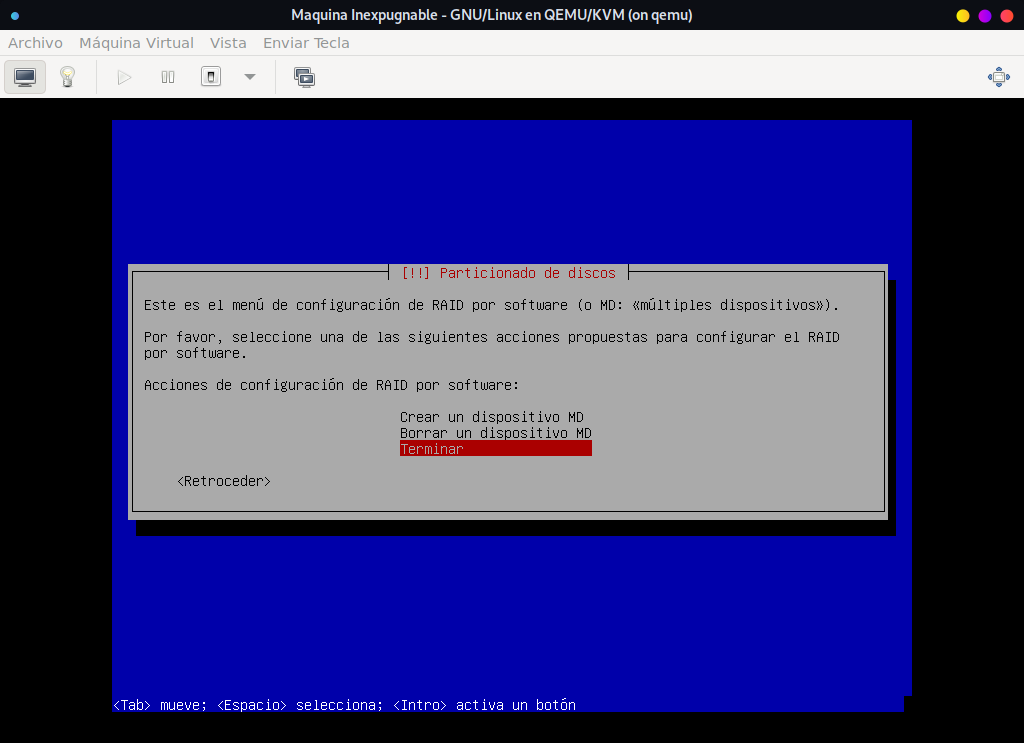 Maquina Inexpugnable - GNU/Linux en QEMU/KVM (on qemu)
Archivo Máquina Virtual Vista Enviar Tecla
[!!] Particionado de discos
Este es el menú de configuración de RAID por software (o MD: «múltiples dispositivos»).
Por favor, seleccione una de las siguientes acciones propuestas para configurar el RAID
por software.
Acciones de configuración de RAID por software:
Crear un dispositivo MD
Borrar un dispositivo MD
Terminar
<Retroceder>
<Tab> mueve; <Espacio> selecciona; <Intro> activa un botón